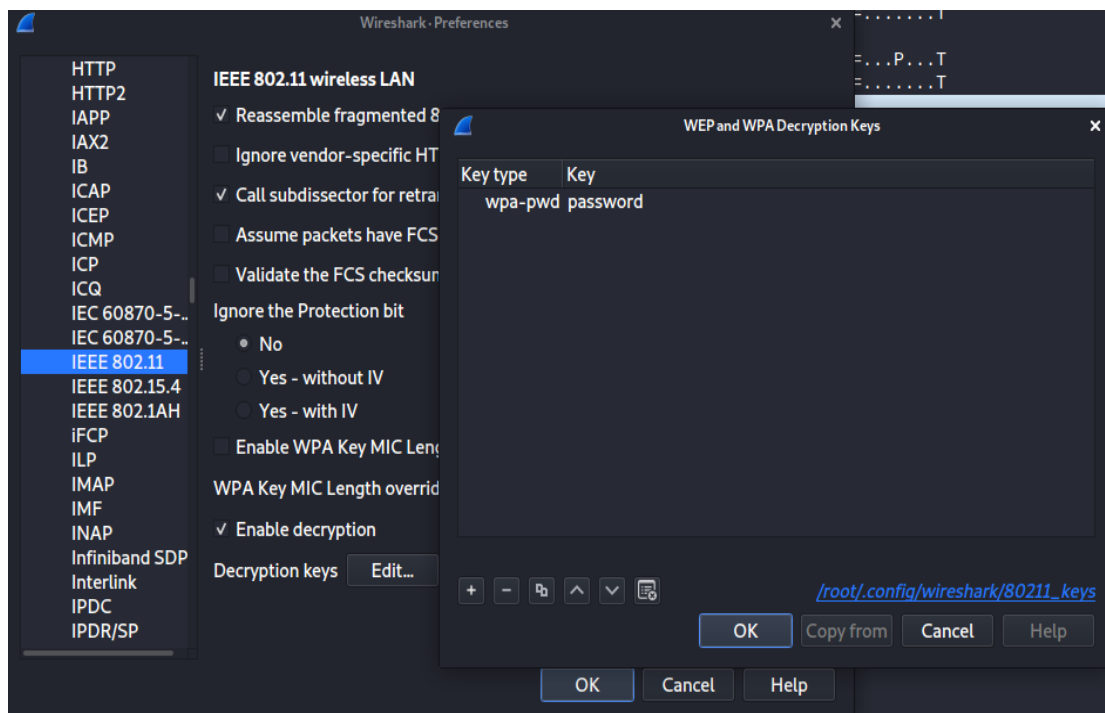 Wireshark · Preferences
=.......T
=...P...T
=.......T
HTTP
HTTP2
IAPP
IAX2
IB
ICAP
ICEP
ICMP
ICP
ICQ
IEC 60870-5-..
IEC 60870-5-..
IEEE 802.11
IEEE 802.15.4
IEEE 802.1AH
iFCP
ILP
IMAP
IMF
INAP
Infiniband SDP
Interlink
IPDC
IPDR/SP
IEEE 802.11 wireless LAN
Reassemble fragmented 8
Ignore vendor-specific HT
Call subdissector for retra
Assume packets have FCS
Validate the FCS checksum
Ignore the Protection bit
No
Yes - without IV
Yes - with IV
Enable WPA Key MIC Leng
WPA Key MIC Length overrid
Enable decryption
Decryption keys Edit...
OK Cancel Help
WEP and WPA Decryption Keys
Key type Key
wpa-pwd password
/root/.config/wireshark/80211_keys
OK Copy from Cancel Help